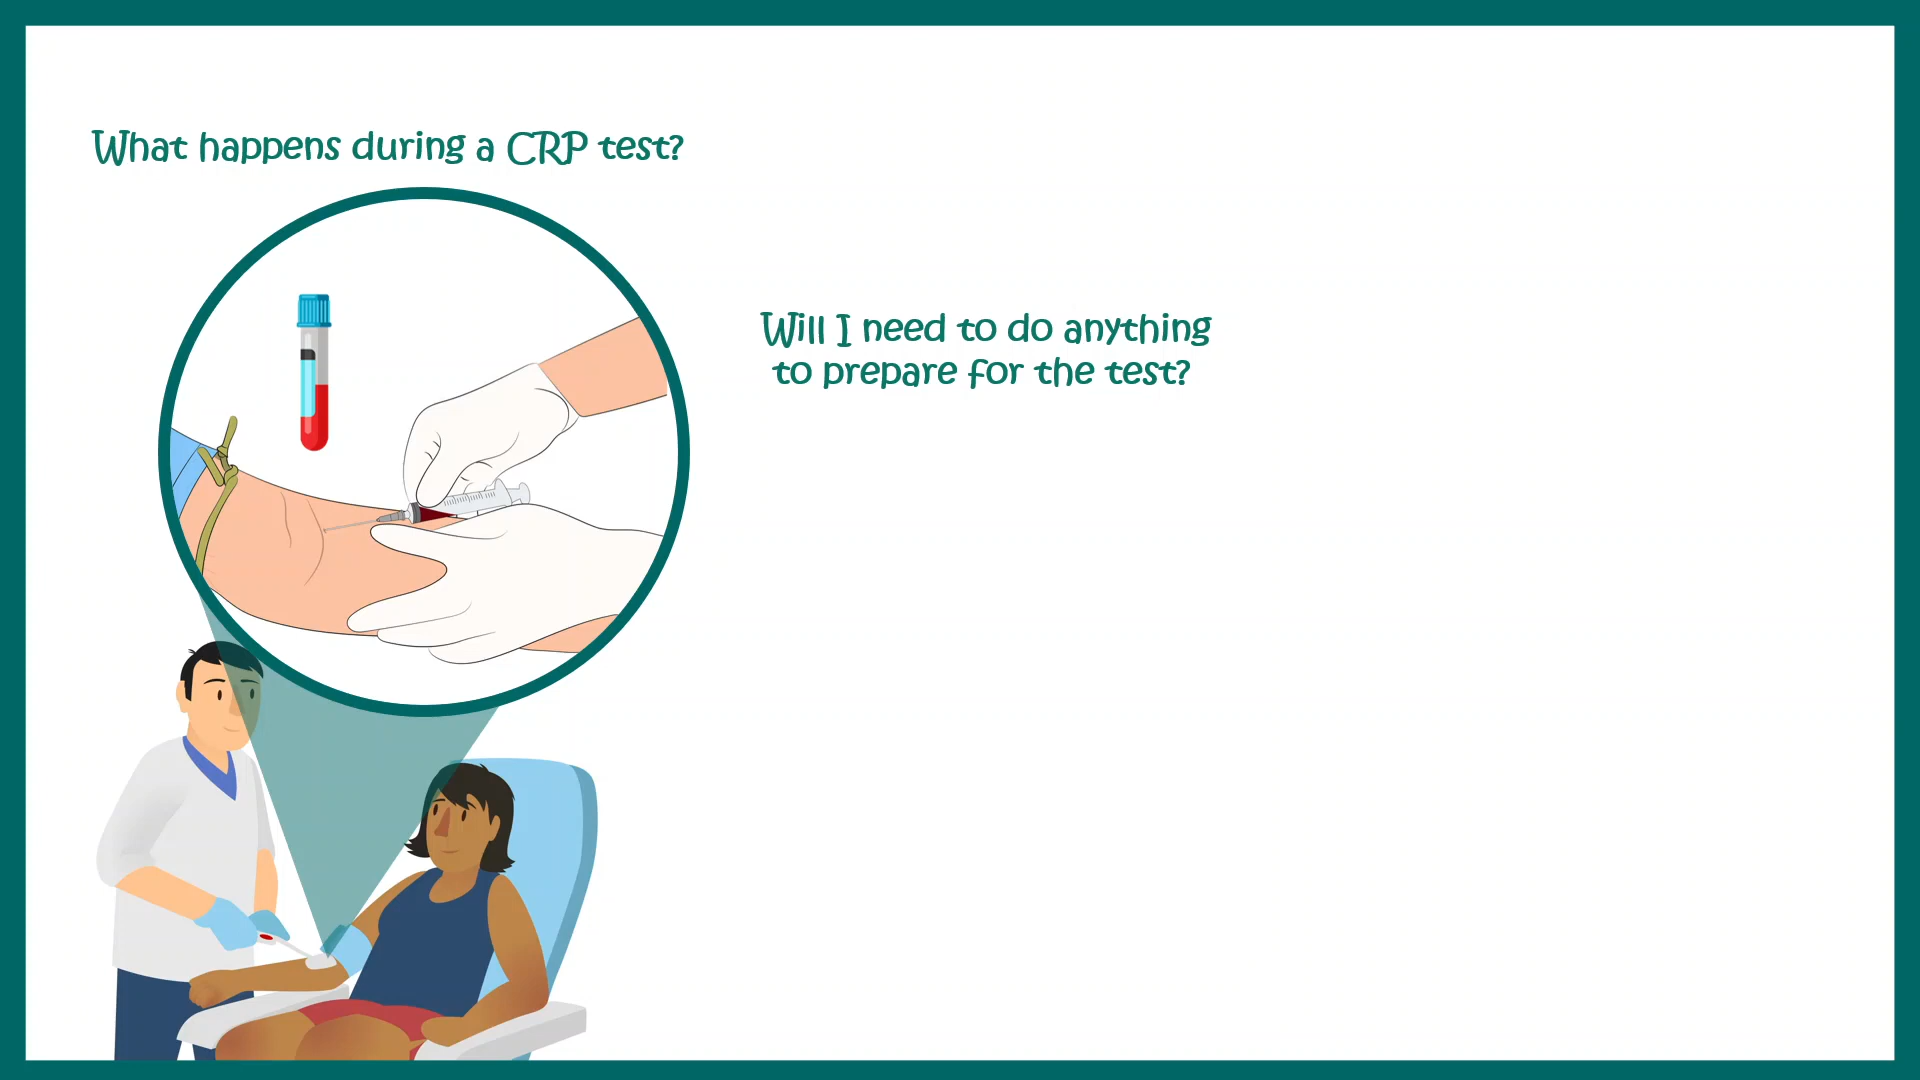 What happens during a CRP test?
Will I need to do anything
to prepare for the test?